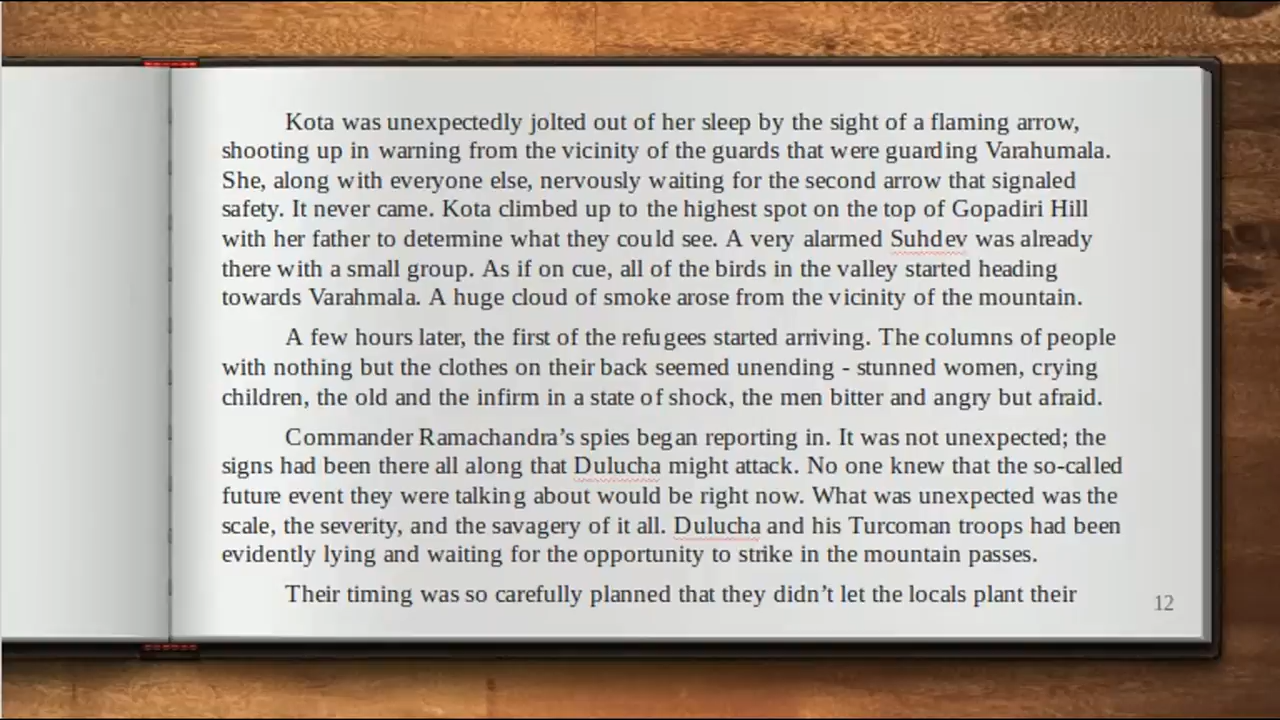 Kota was unexpectedly jolted out of her sleep by the sight of a flaming arrow,
shooting up in warning from the vicinity of the guards that were guarding Varahumala.
She, along with everyone else, nervously waiting for the second arrow that signaled
safety. It never came. Kota climbed up to the highest spot on the top of Gopadiri Hill
with her father to determine what they could see. A very alarmed Suhdev was already
there with a small group. As if on cue, all of the birds in the valley started heading
towards Varahmala. A huge cloud of smoke arose from the vicinity of the mountain.
A few hours later, the first of the refugees started arriving. The columns of people
with nothing but the clothes on their back seemed unending - stunned women, crying
children, the old and the infirm in a state of shock, the men bitter and angry but afraid.
Commander Ramachandra’s spies began reporting in. It was not unexpected; the
signs had been there all along that Dulucha might attack. No one knew that the so-called
future event they were talking about would be right now. What was unexpected was the
scale, the severity, and the savagery of it all. Dulucha and his Turcoman troops had been
evidently lying and waiting for the opportunity to strike in the mountain passes.
Their timing was so carefully planned that they didn’t let the locals plant their
12